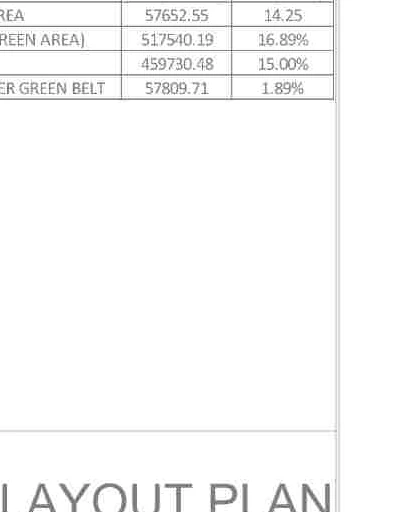 REA 57652.55 14.25
REEN AREA) 517540.19 16.89%
459730.48 15.00%
ER GREEN BELT 57809.71 1.89%
LAYOUT PLAN